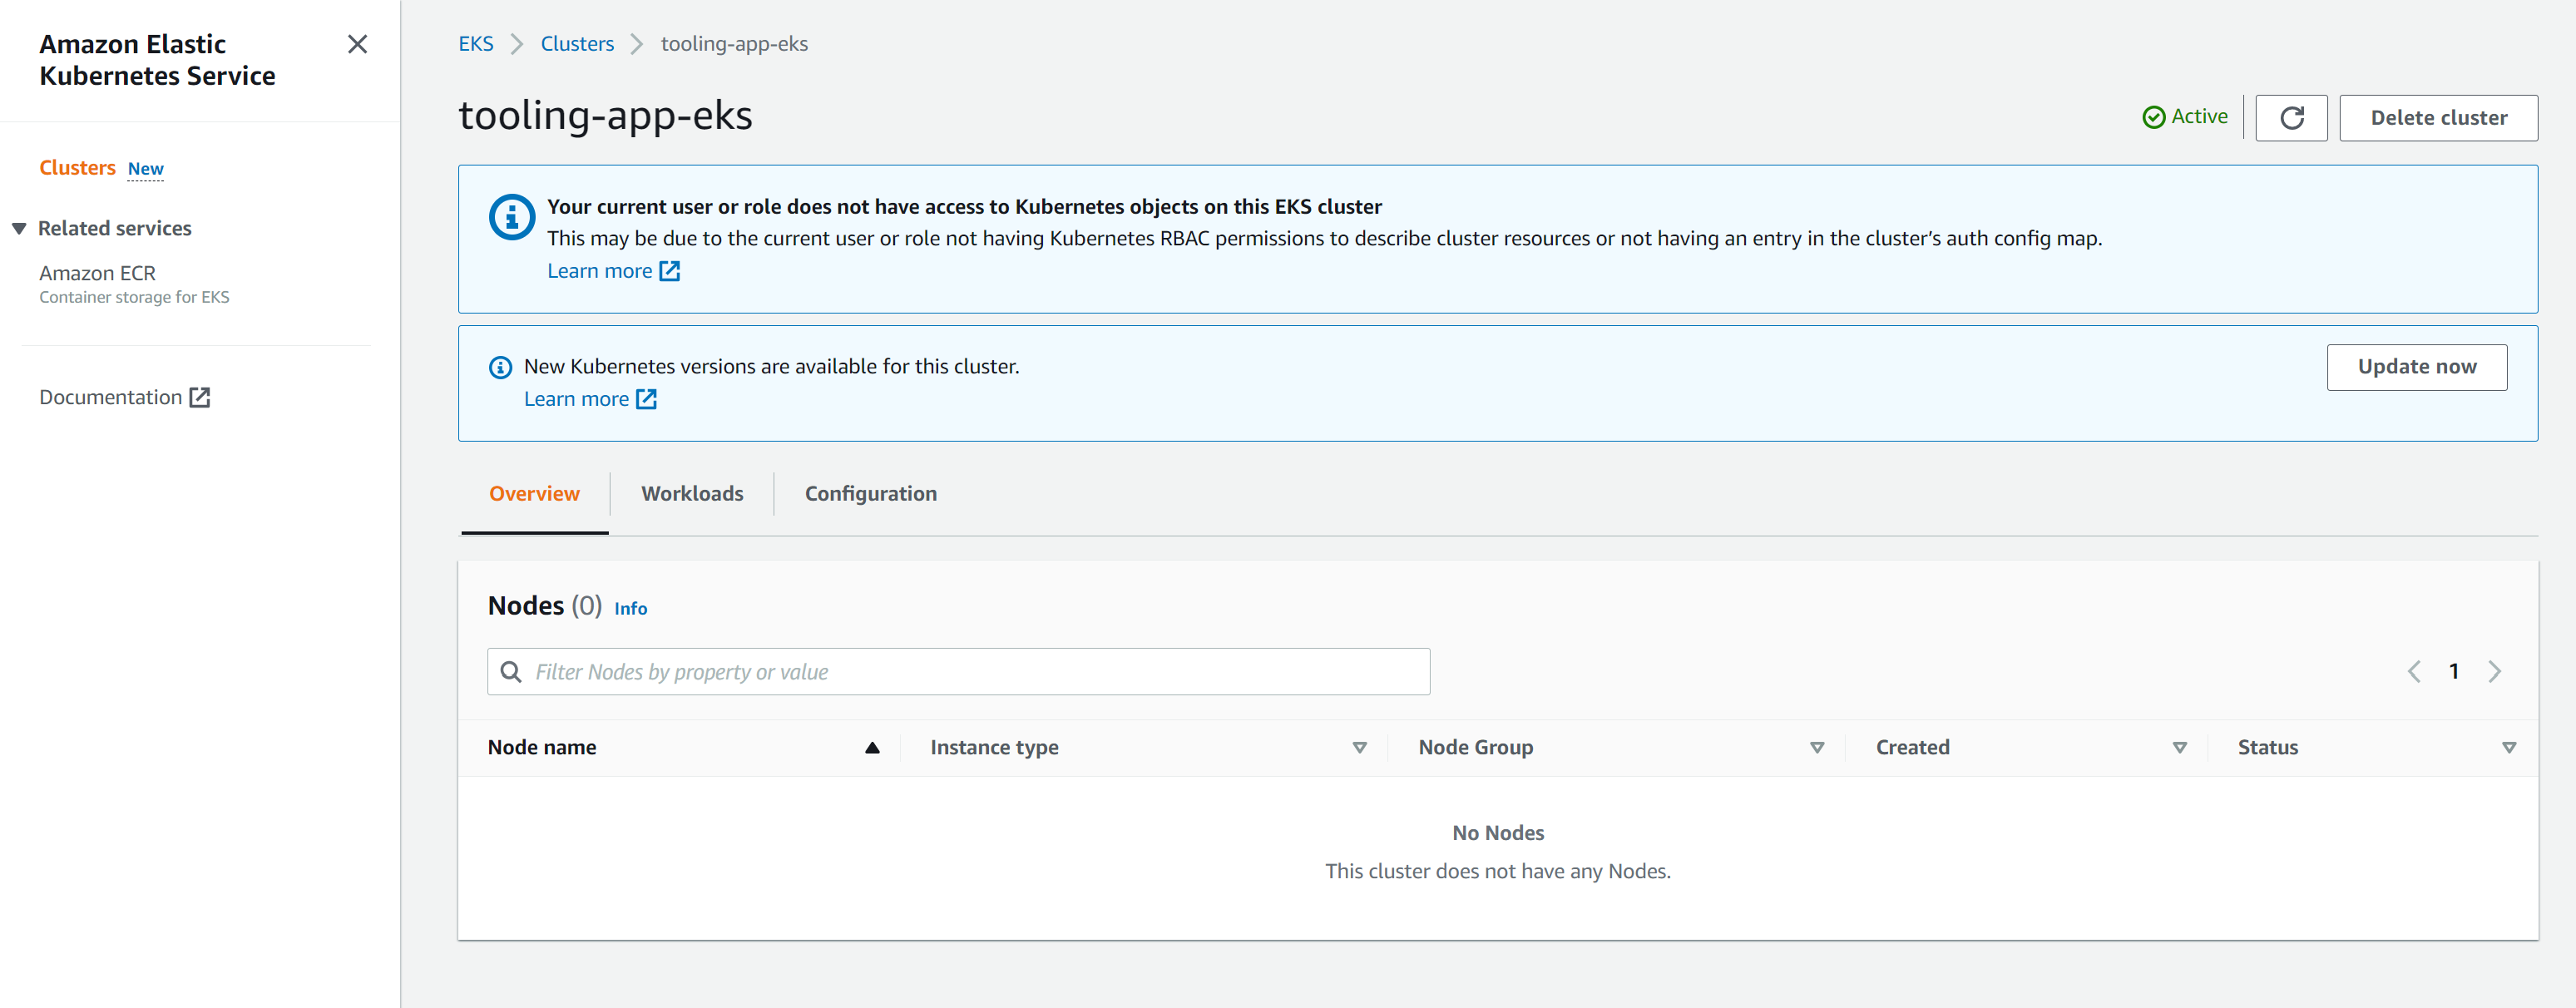 Amazon Elastic
Kubernetes Service
Clusters New
Related services
Amazon ECR
Container storage for EKS
Documentation
EKS Clusters tooling-app-eks
tooling-app-eks
Active
Delete cluster
Your current user or role does not have access to Kubernetes objects on this EKS cluster
This may be due to the current user or role not having Kubernetes RBAC permissions to describe cluster resources or not having an entry in the cluster’s auth config map.
Learn more
New Kubernetes versions are available for this cluster.
Learn more
Update now
Overview Workloads Configuration
Nodes (0) Info
Filter Nodes by property or value
1
Node name Instance type Node Group Created Status
No Nodes
This cluster does not have any Nodes.